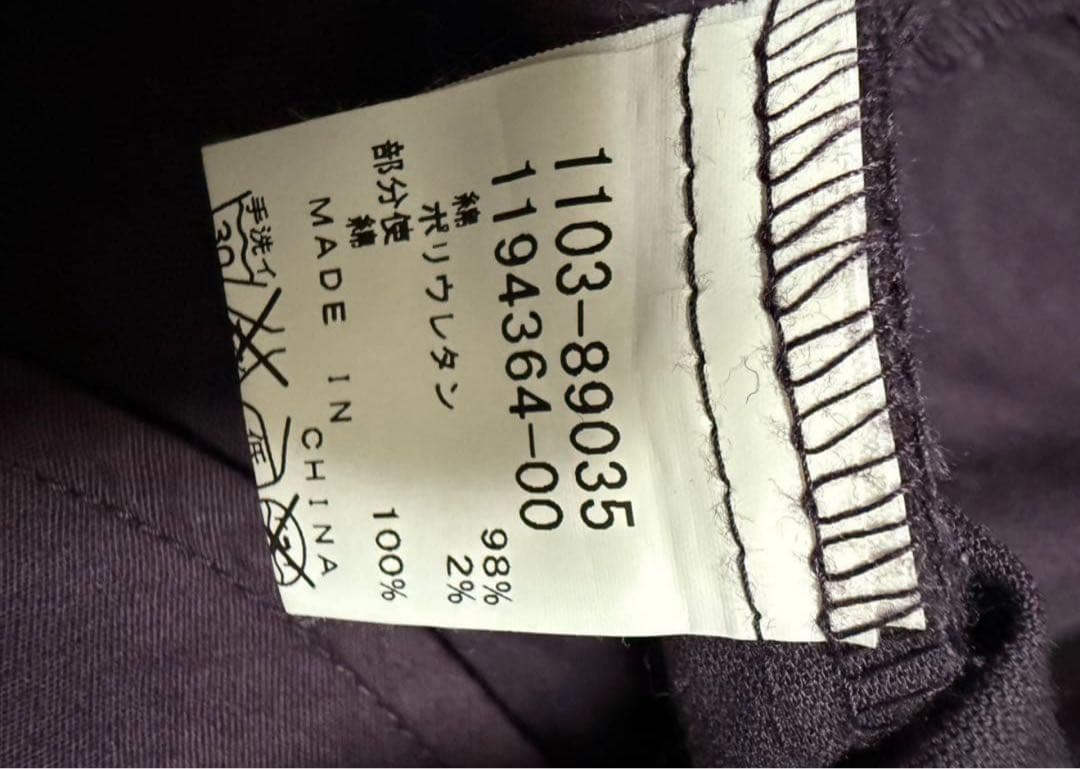 1103-89035
1194364-00
綿 98%
ポリウレタン 2%
部分使 100%
綿
MADE IN CHINA
手洗イ
30
低